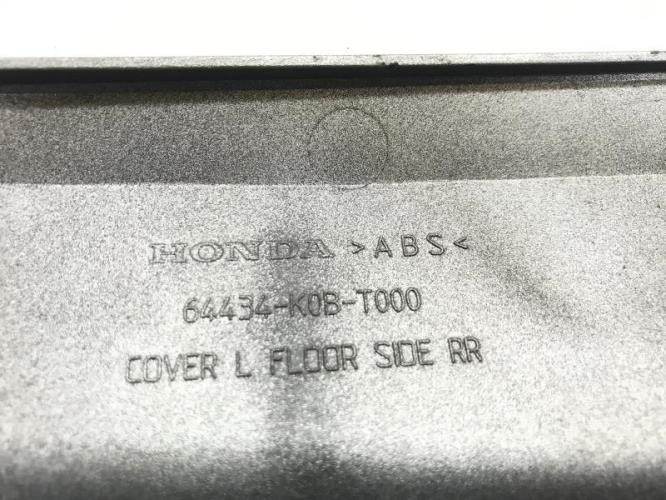 HONDA >ABS<
64434-K0B-T000
COVER L FLOOR SIDE RR